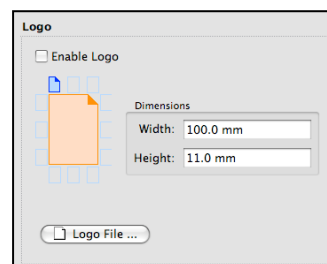 Logo
Enable Logo
Dimensions
Width: 100.0 mm
Height: 11.0 mm
Logo File ...